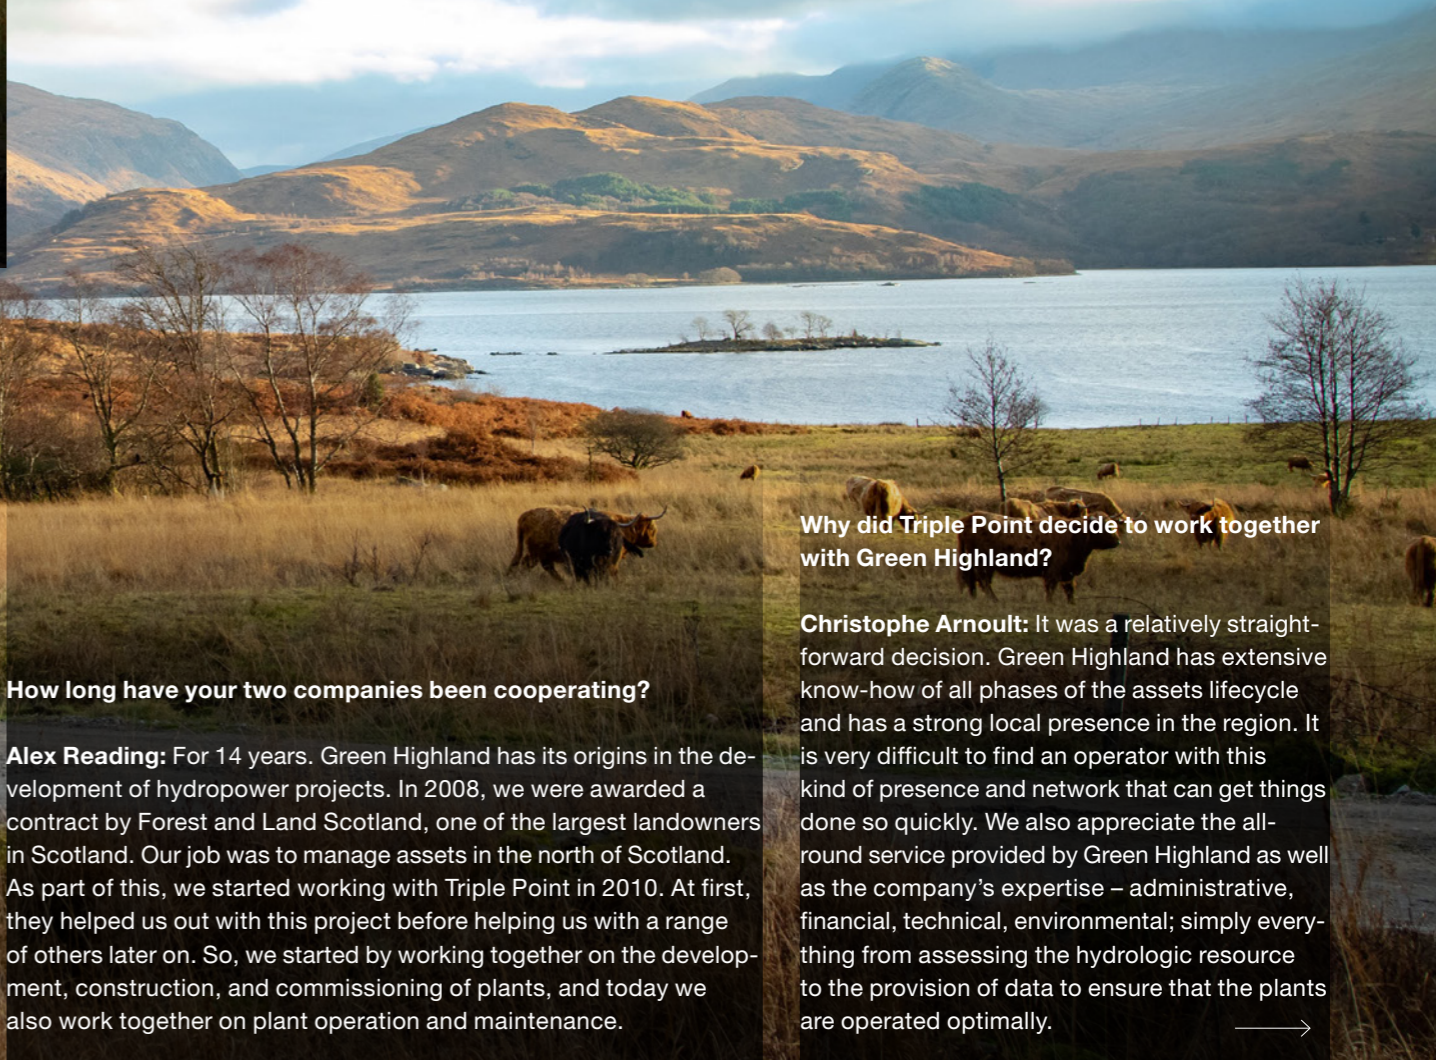 How long have your two companies been cooperating?
Alex Reading: For 14 years. Green Highland has its origins in the de-
velopment of hydropower projects. In 2008, we were awarded a
contract by Forest and Land Scotland, one of the largest landowners
in Scotland. Our job was to manage assets in the north of Scotland.
As part of this, we started working with Triple Point in 2010. At first,
they helped us out with this project before helping us with a range
of others later on. So, we started by working together on the develop-
ment, construction, and commissioning of plants, and today we
also work together on plant operation and maintenance.
Why did Triple Point decide to work together
with Green Highland?
Christophe Arnoult: It was a relatively straight-
forward decision. Green Highland has extensive
know-how of all phases of the assets lifecycle
and has a strong local presence in the region. It
is very difficult to find an operator with this
kind of presence and network that can get things
done so quickly. We also appreciate the all-
round service provided by Green Highland as well
as the company’s expertise – administrative,
financial, technical, environmental; simply every-
thing from assessing the hydrologic resource
to the provision of data to ensure that the plants
are operated optimally.